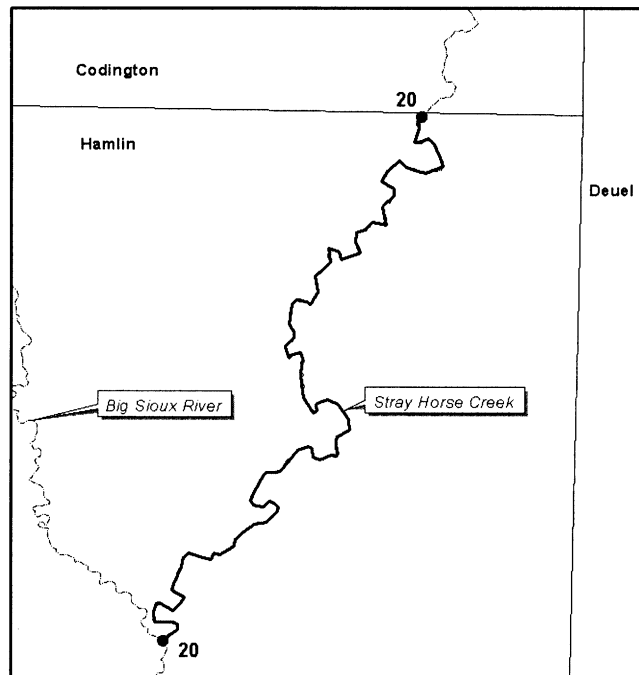 Codington
20
Hamlin
Deuel
Big Sioux River
Stray Horse Creek
20